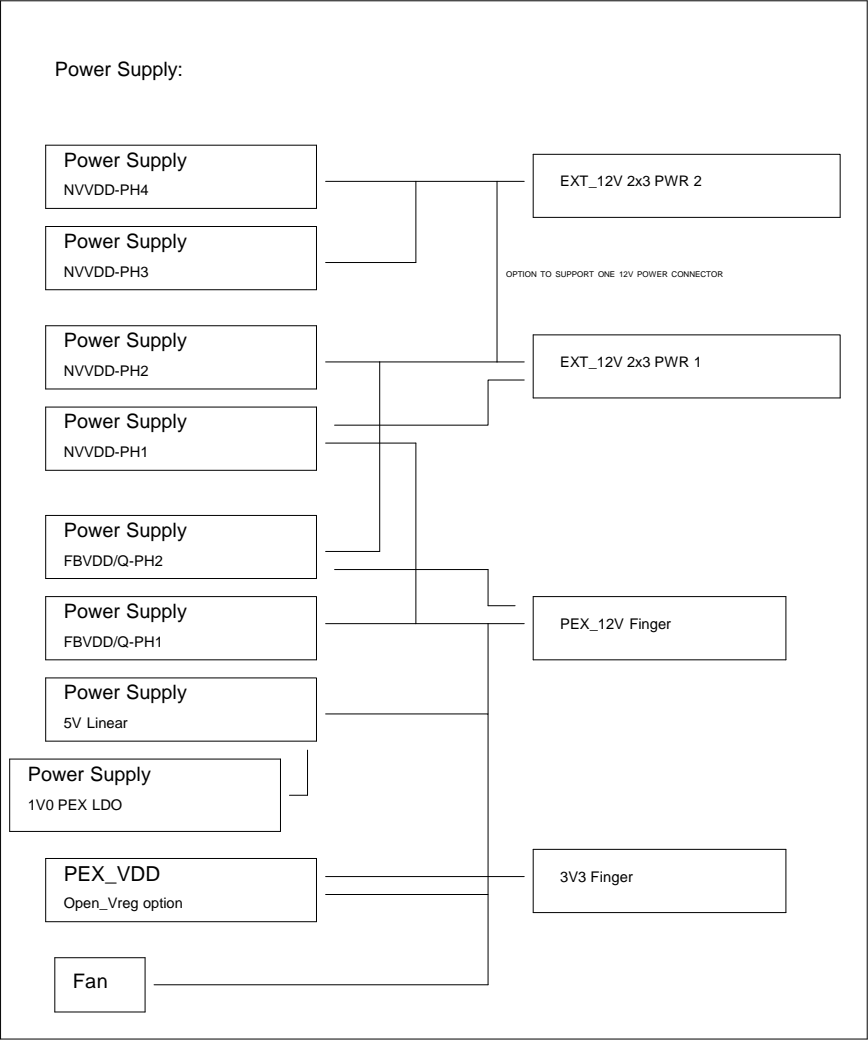 Power Supply:
Power Supply
NVVDD-PH4
EXT_12V 2x3 PWR 2
Power Supply
NVVDD-PH3
OPTION TO SUPPORT ONE 12V POWER CONNECTOR
Power Supply
NVVDD-PH2
EXT_12V 2x3 PWR 1
Power Supply
NVVDD-PH1
Power Supply
FBVDD/Q-PH2
Power Supply
FBVDD/Q-PH1
PEX_12V Finger
Power Supply
5V Linear
Power Supply
1V0 PEX LDO
PEX_VDD
Open_Vreg option
3V3 Finger
Fan